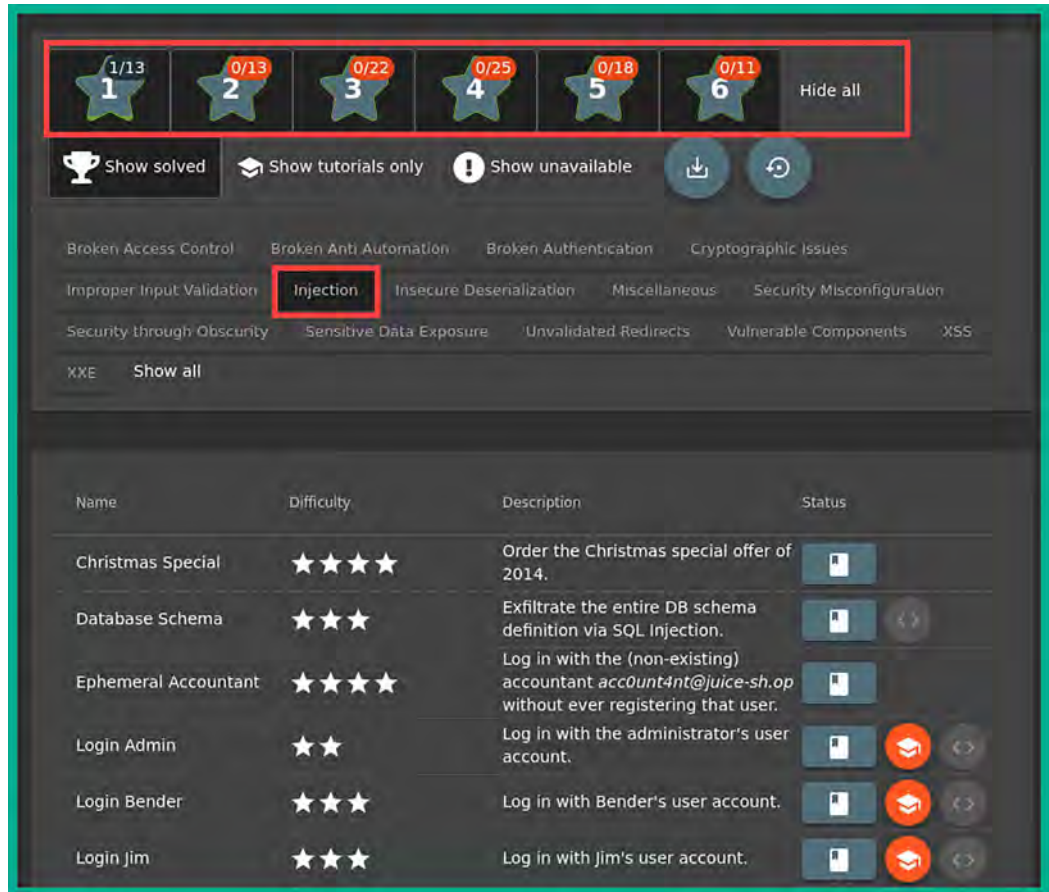 1/13 0/13 0/22 0/25 0/18 0/11
1 2 3 4 5 6 Hide all
Show solved Show tutorials only Show unavailable
Broken Access Control Broken Anti Automation Broken Authentication Cryptographic Issues
Improper Input Validation Injection Insecure Deserialization Miscellaneous Security Misconfiguration
Security through Obscurity Sensitive Data Exposure Unvalidated Redirects Vulnerable Components XSS
XXE Show all
Name Difficulty Description Status
Christmas Special Order the Christmas special offer of
2014.
Database Schema Exfiltrate the entire DB schema
definition via SQL Injection.
Log in with the (non-existing)
Ephemeral Accountant accountant acc0unt4nt@juice-sh.op
without ever registering that user.
Login Admin Log in with the administrator's user
account.
Login Bender Log in with Bender's user account.
Login Jim Log in with Jim's user account.